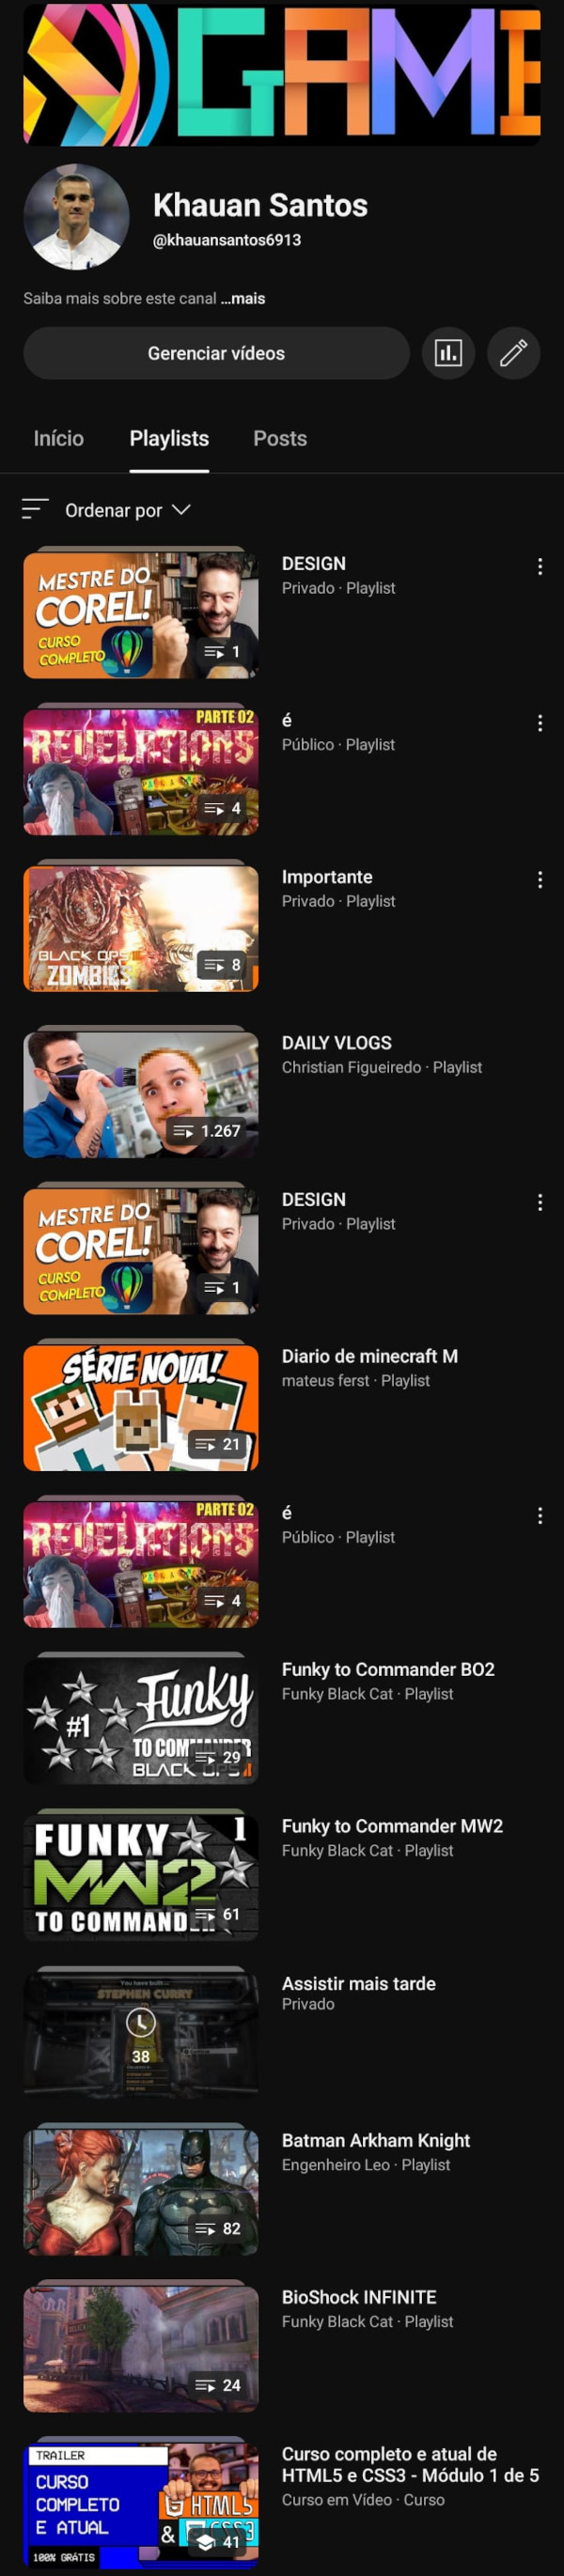 GAME
Khauan Santos
@khauansantos6913
Saiba mais sobre este canal ...mais
Gerenciar vídeos
Início
Playlists
Posts
Ordenar por
MESTRE DO
COREL!
CURSO
COMPLETO
1
DESIGN
Privado · Playlist
PARTE 02
REVELATIONS
4
é
Público · Playlist
BLACK OPS III
ZOMBIES
8
Importante
Privado · Playlist
1.267
DAILY VLOGS
Christian Figueiredo · Playlist
MESTRE DO
COREL!
CURSO
COMPLETO
1
DESIGN
Privado · Playlist
SÉRIE NOVA!
21
Diario de minecraft M
mateus ferst · Playlist
PARTE 02
REVELATIONS
4
é
Público · Playlist
#1
Funky
TO COMMANDER
BLACK OPS II
29
Funky to Commander BO2
Funky Black Cat · Playlist
FUNKY
1
MW2
TO COMMAND
61
Funky to Commander MW2
Funky Black Cat · Playlist
You have built...
STEPHEN CURRY
38
Assistir mais tarde
Privado
82
Batman Arkham Knight
Engenheiro Leo · Playlist
24
BioShock INFINITE
Funky Black Cat · Playlist
TRAILER
CURSO
COMPLETO
E ATUAL
100% GRÁTIS
HTML5
&
CSS3
41
Curso completo e atual de
HTML5 e CSS3 - Módulo 1 de 5
Curso em Vídeo · Curso